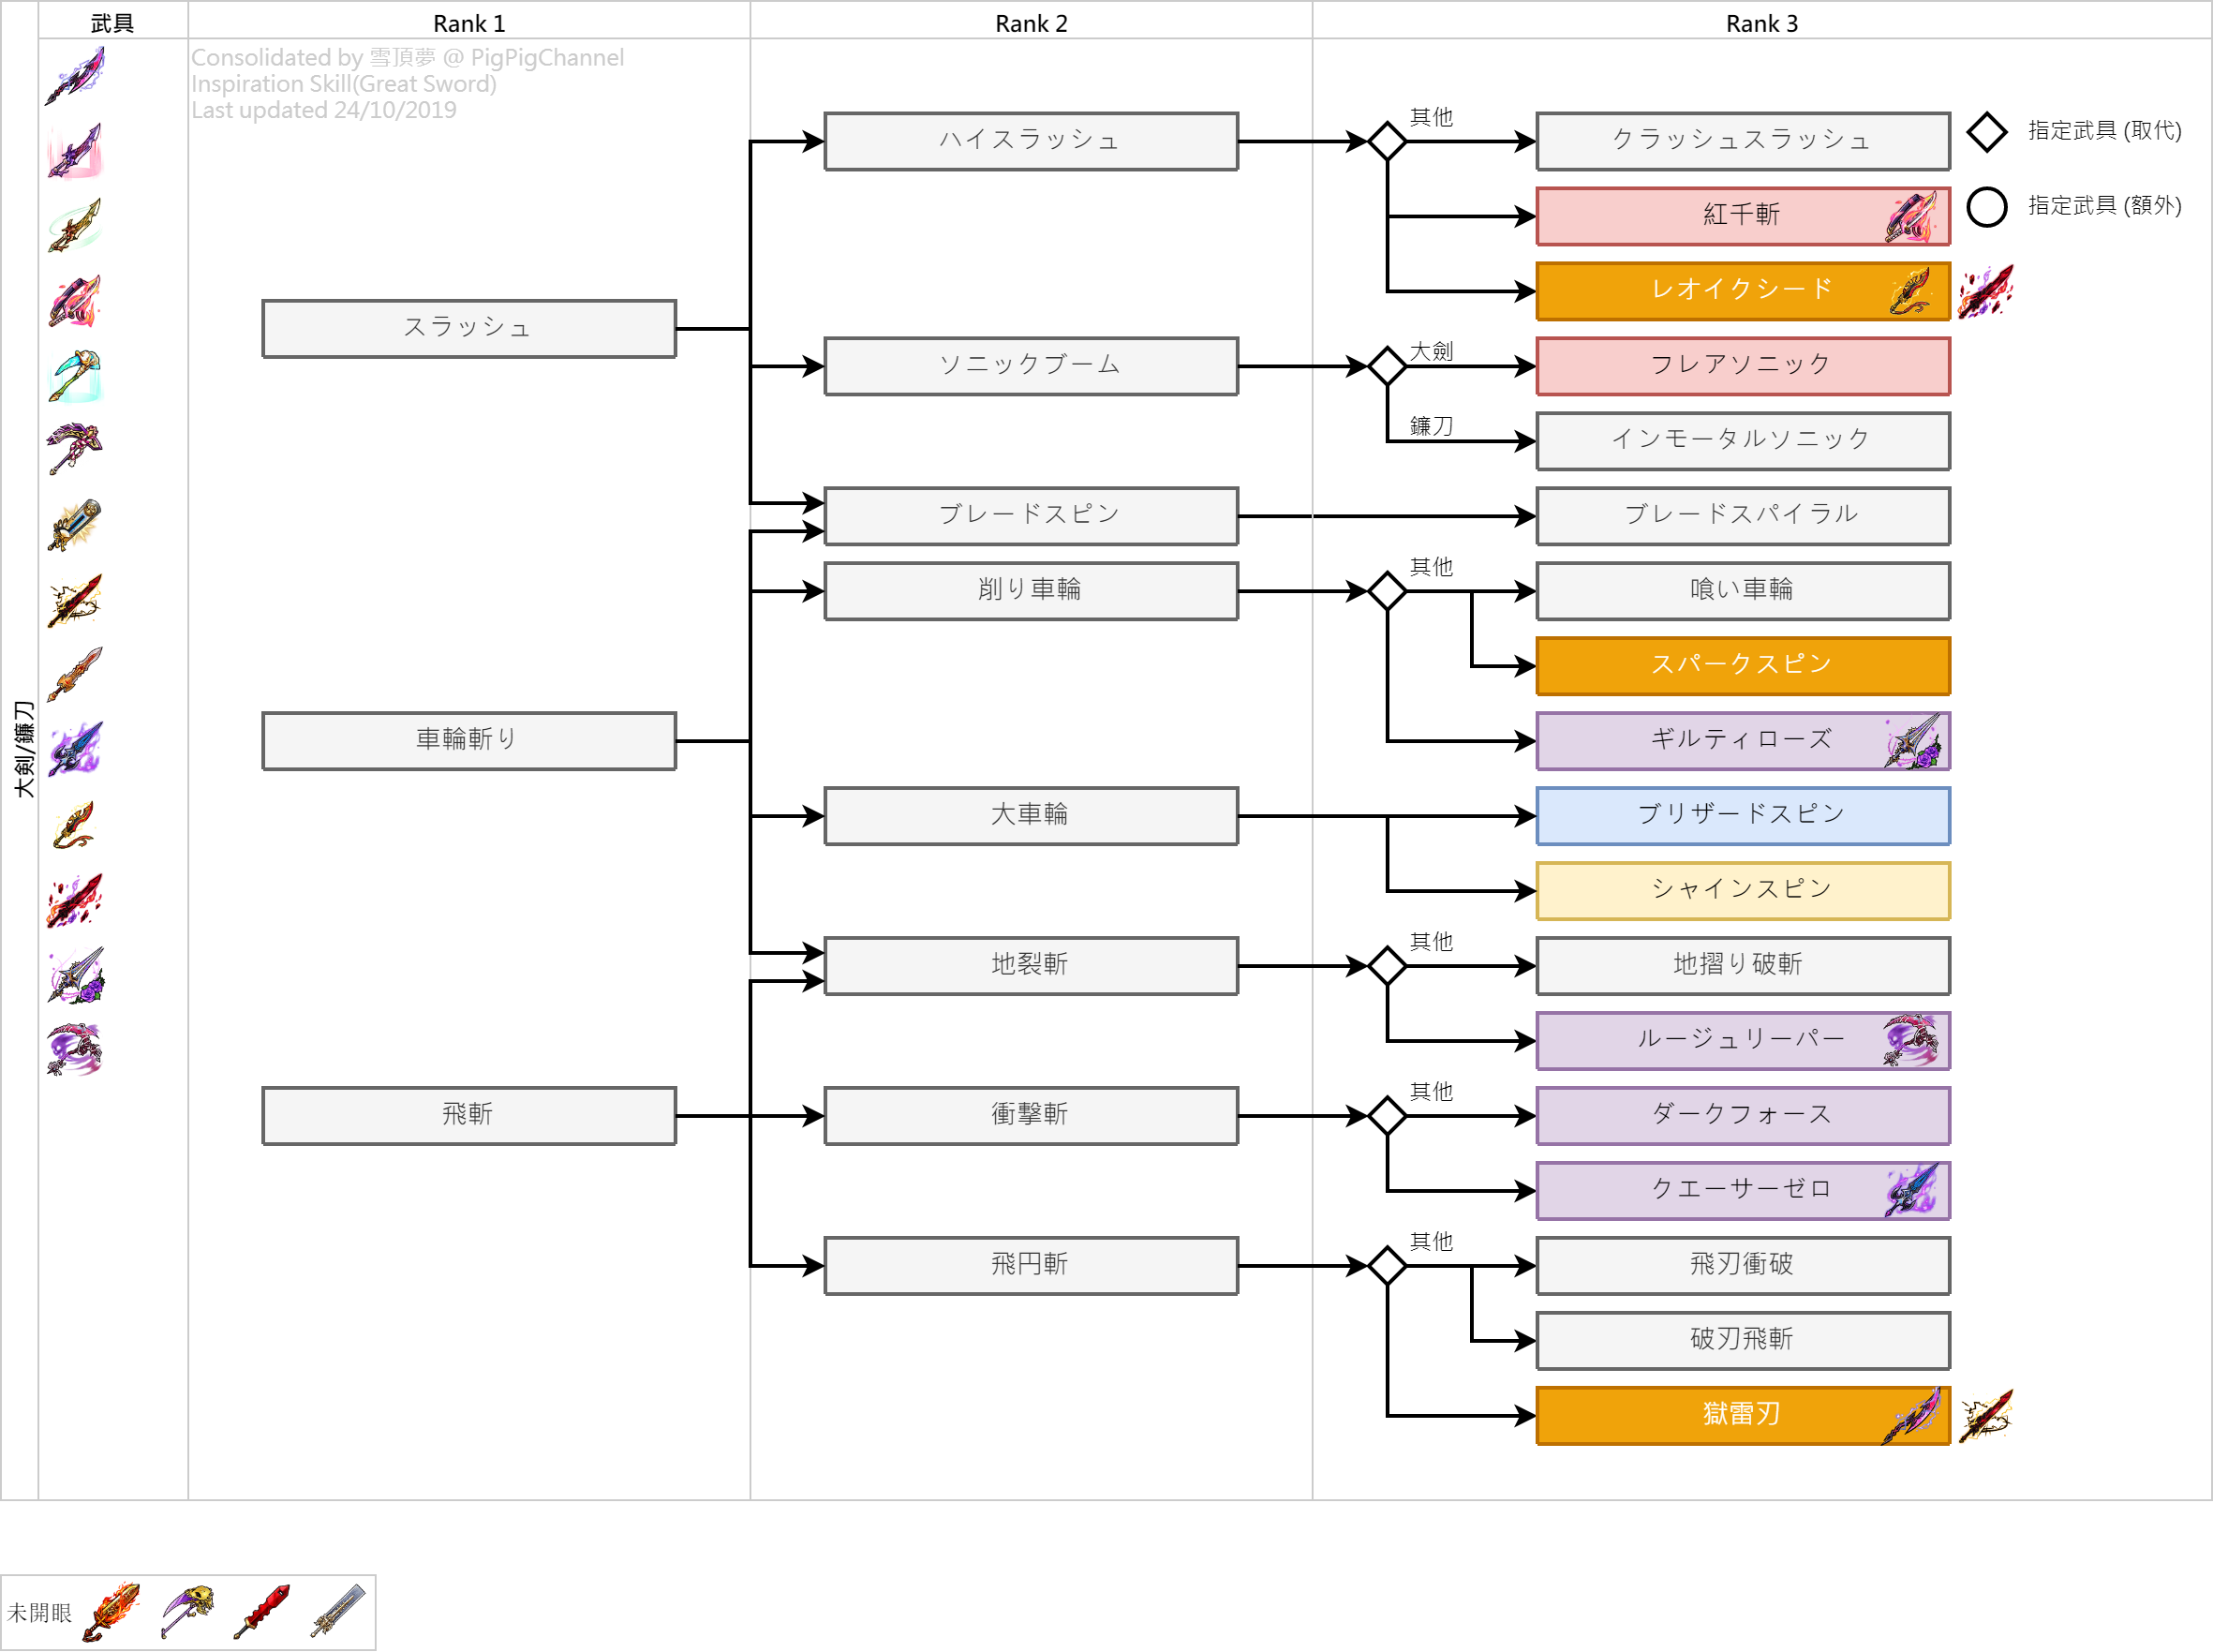 武具
Rank 1
Rank 2
Rank 3
Consolidated by 雪頂夢 @ PigPigChannel
Inspiration Skill(Great Sword)
Last updated 24/10/2019
大剣/鐮刀
スラッシュ
車輪斬り
飛斬
ハイスラッシュ
ソニックブーム
ブレードスピン
削り車輪
大車輪
地裂斬
衝撃斬
飛円斬
其他
クラッシュスラッシュ
紅千斬
レオイクシード
大劍
フレアソニック
鐮刀
インモータルソニック
ブレードスパイラル
其他
喰い車輪
スパークスピン
ギルティローズ
ブリザードスピン
シャインスピン
其他
地摺り破斬
ルージュリーパー
其他
ダークフォース
クエーサーゼロ
其他
飛刃衝破
破刃飛斬
獄雷刃
指定武具 (取代)
指定武具 (額外)
未開眼